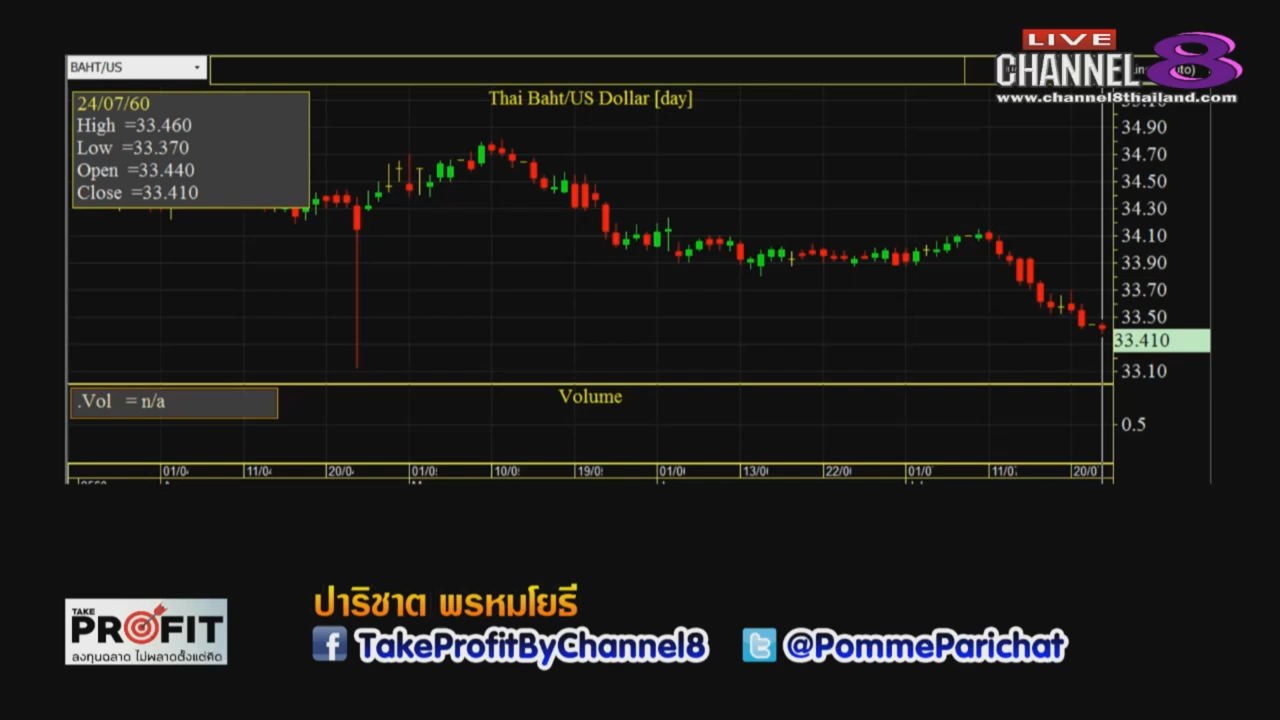 LIVE
CHANNEL 8
www.channel8thailand.com
BAHT/US
24/07/60
High =33.460
Low =33.370
Open =33.440
Close =33.410
Thai Baht/US Dollar [day]
34.90
34.70
34.50
34.30
34.10
33.90
33.70
33.50
33.410
33.10
.Vol = n/a
Volume
0.5
01/0
11/0
20/0
01/0
10/0
19/0
01/0
13/0
22/0
01/0
11/0
20/0
TAKE
PROFIT
ลงทุนฉลาด ไม่พลาดตั้งแต่คิด
ปาริชาต พรหมโยธี
TakeProfitByChannel8
@PommeParichat